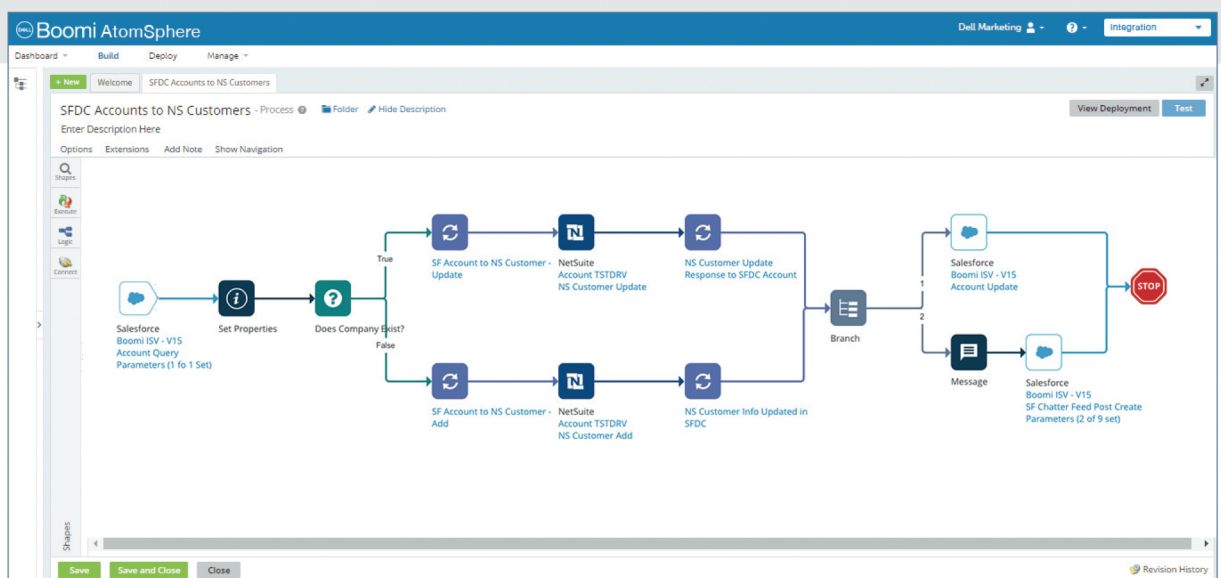 DELL Boomi AtomSphere
Dell Marketing
?
Integration
Dashboard
Build
Deploy
Manage
+ New
Welcome
SFDC Accounts to NS Customers
SFDC Accounts to NS Customers - Process
Folder
Hide Description
View Deployment
Test
Enter Description Here
Options
Extensions
Add Note
Show Navigation
Shapes
Execute
Logic
Connect
Salesforce
Boomi ISV - V15
Account Query
Parameters (1 fo 1 Set)
i
Set Properties
?
Does Company Exist?
True
False
SF Account to NS Customer -
Update
N
NetSuite
Account TSTDRV
NS Customer Update
NS Customer Update
Response to SFDC Account
SF Account to NS Customer -
Add
N
NetSuite
Account TSTDRV
NS Customer Add
NS Customer Info Updated in
SFDC
Branch
1
2
Salesforce
Boomi ISV - V15
Account Update
Message
Salesforce
Boomi ISV - V15
SF Chatter Feed Post Create
Parameters (2 of 9 set)
STOP
Shapes
Save
Save and Close
Close
Revision History